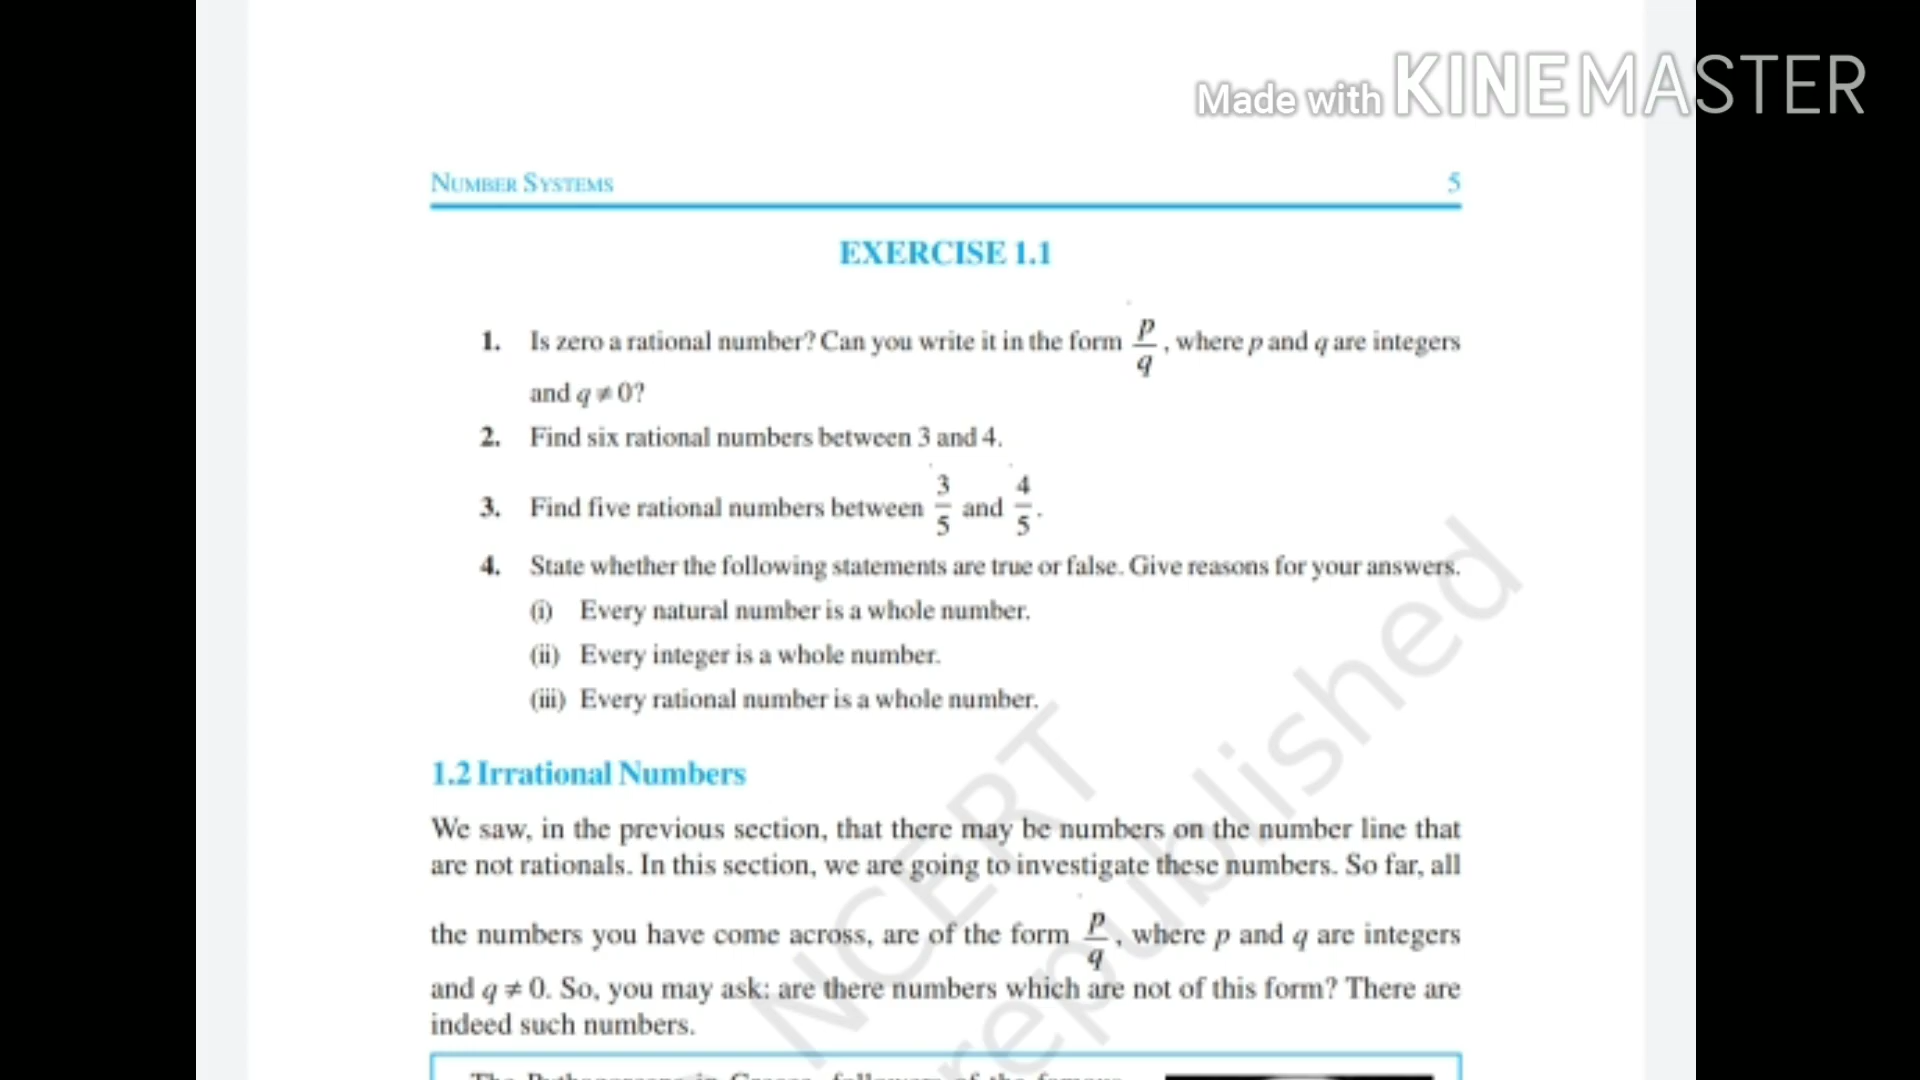 Made with KINEMASTER
NUMBER SYSTEMS 5
EXERCISE 1.1
1. Is zero a rational number? Can you write it in the form p/q, where p and q are integers
and q ≠ 0?
2. Find six rational numbers between 3 and 4.
3. Find five rational numbers between 3/5 and 4/5.
4. State whether the following statements are true or false. Give reasons for your answers.
(i) Every natural number is a whole number.
(ii) Every integer is a whole number.
(iii) Every rational number is a whole number.
1.2 Irrational Numbers
We saw, in the previous section, that there may be numbers on the number line that
are not rationals. In this section, we are going to investigate these numbers. So far, all
the numbers you have come across, are of the form p/q, where p and q are integers
and q ≠ 0. So, you may ask: are there numbers which are not of this form? There are
indeed such numbers.
NCERT
republished